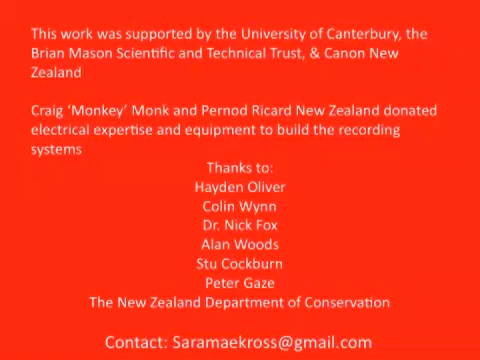 This work was supported by the University of Canterbury, the
Brian Mason Scientific and Technical Trust, & Canon New
Zealand
Craig ‘Monkey’ Monk and Pernod Ricard New Zealand donated
electrical expertise and equipment to build the recording
systems
Thanks to:
Hayden Oliver
Colin Wynn
Dr. Nick Fox
Alan Woods
Stu Cockburn
Peter Gaze
The New Zealand Department of Conservation
Contact: Saramaekross@gmail.com